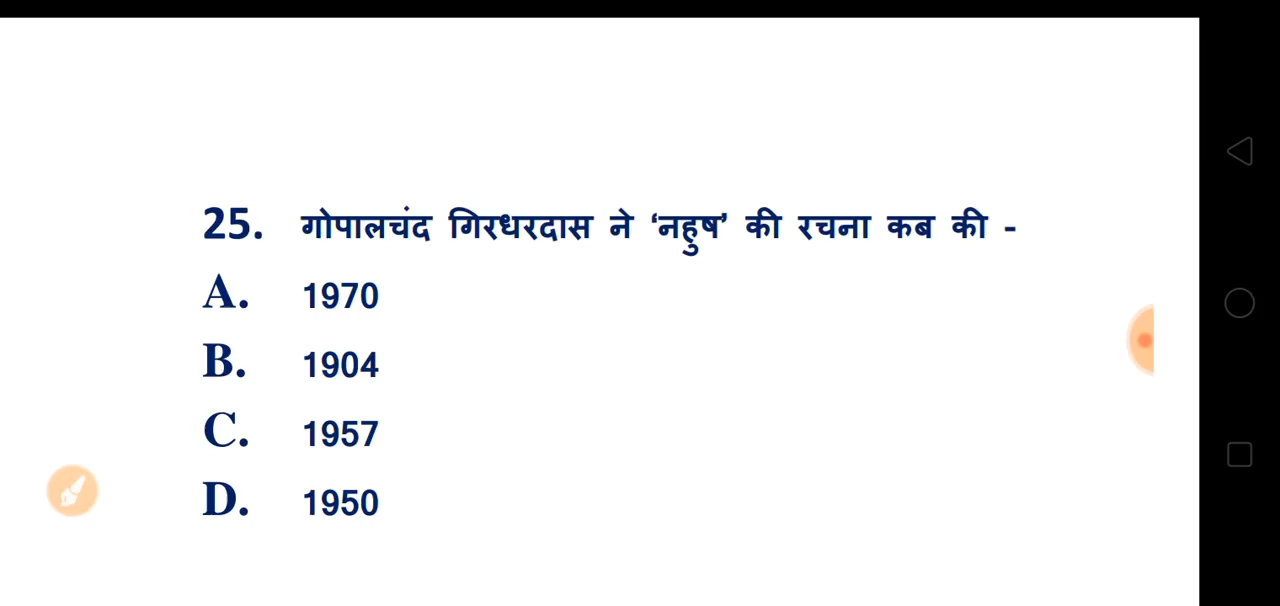 25. गोपालचंद गिरधरदास ने ‘नहुष’ की रचना कब की -
A. 1970
B. 1904
C. 1957
D. 1950